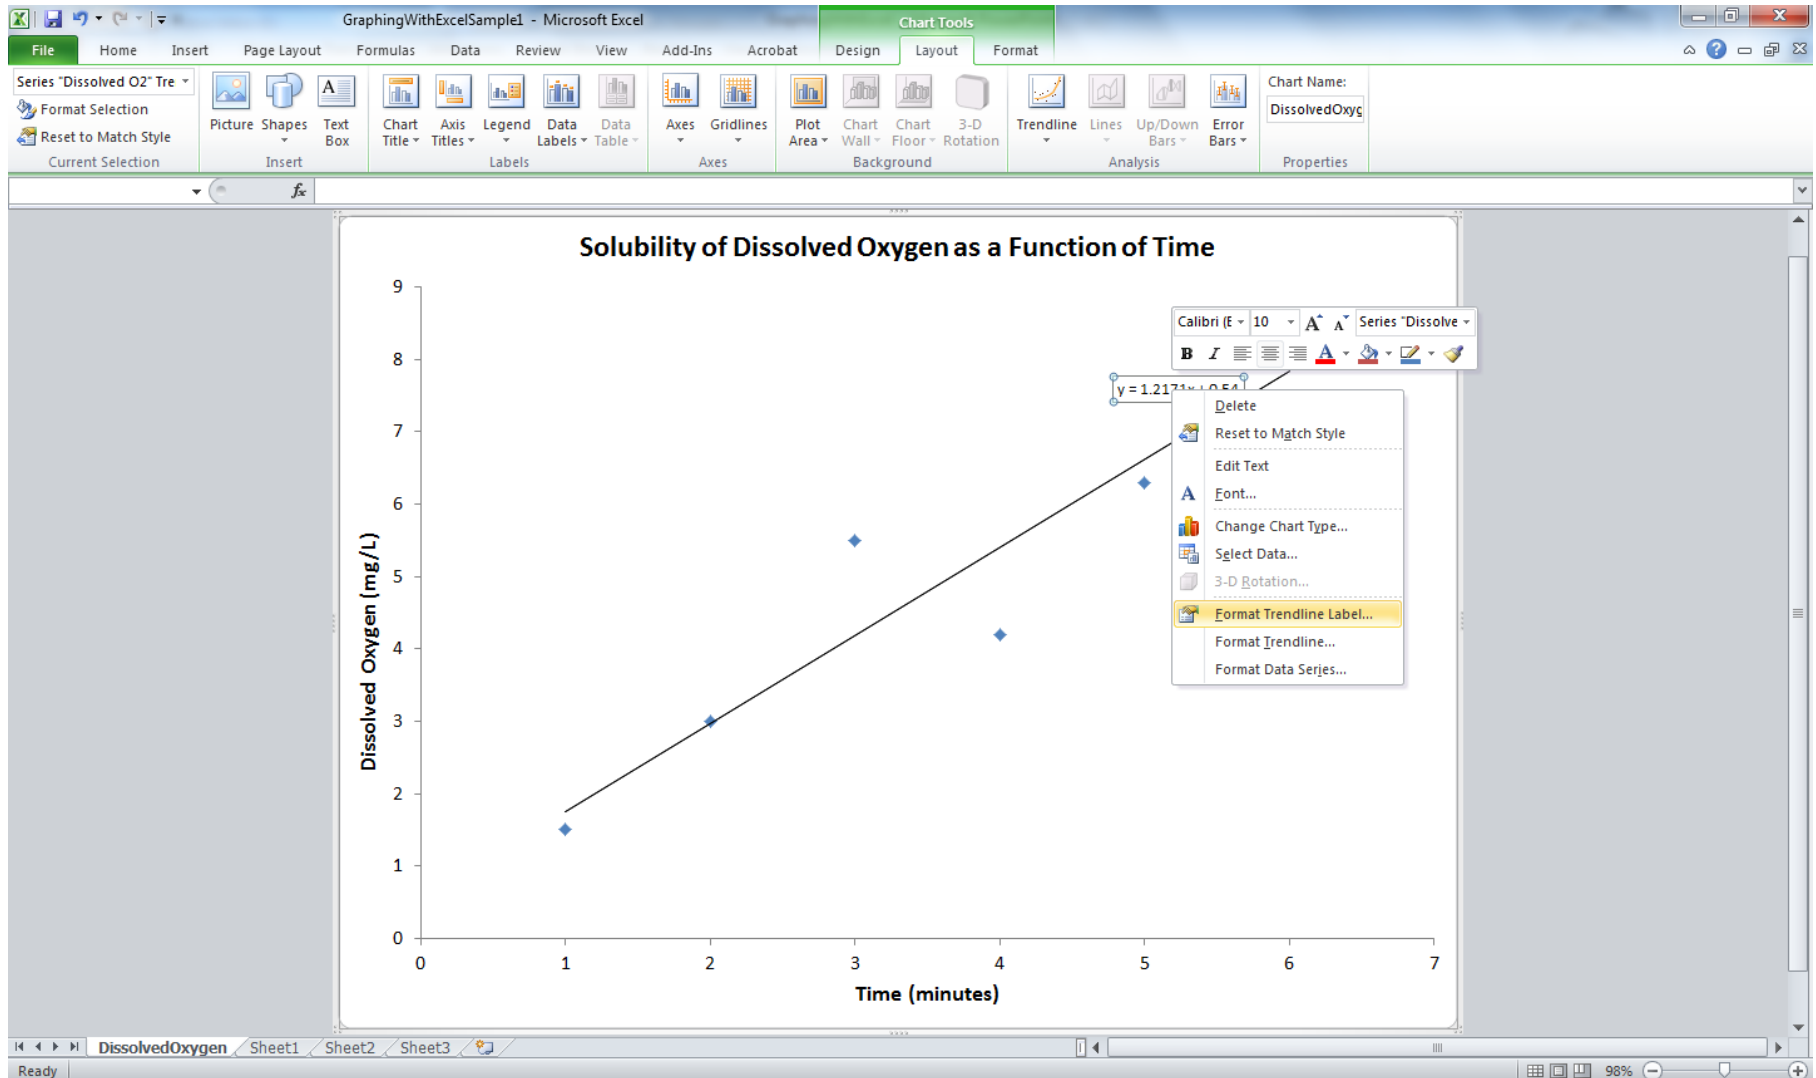 GraphingWithExcelSample1 - Microsoft Excel
Chart Tools
File Home Insert Page Layout Formulas Data Review View Add-Ins Acrobat Design Layout Format
Series "Dissolved O2" Tre
Format Selection
Reset to Match Style
Current Selection
Picture Shapes Text Box
Insert
Chart Title Axis Titles Legend Data Labels Data Table
Labels
Axes Gridlines
Axes
Plot Area Chart Wall Chart Floor 3-D Rotation
Background
Trendline Lines Up/Down Bars Error Bars
Analysis
Chart Name:
DissolvedOxyg
Properties
fx
Solubility of Dissolved Oxygen as a Function of Time
9
8
7
6
5
4
3
2
1
0
Dissolved Oxygen (mg/L)
0 1 2 3 4 5 6 7
Time (minutes)
Calibri (E 10 A A Series "Dissolve
B I A
y = 1.2171x + 0.54
Delete
Reset to Match Style
Edit Text
A Font...
Change Chart Type...
Select Data...
3-D Rotation...
Format Trendline Label...
Format Trendline...
Format Data Series...
DissolvedOxygen Sheet1 Sheet2 Sheet3
Ready
98%